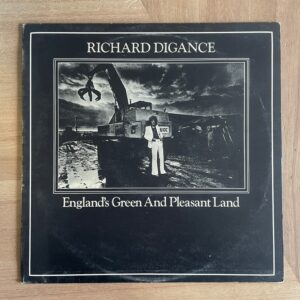 RICHARD DIGANCE
England's Green And Pleasant Land